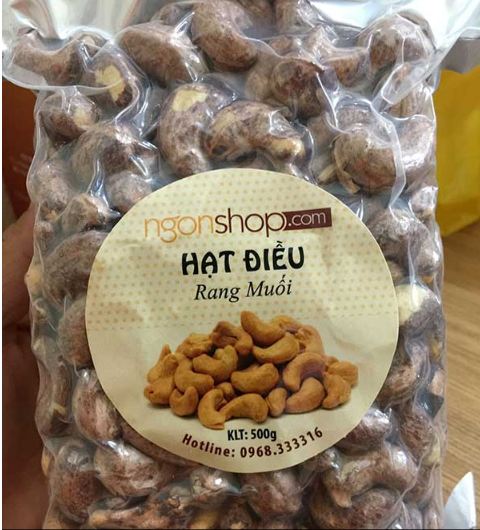 ngonshop.com
HẠT ĐIỀU
Rang Muối
KLT: 500g
Hotline: 0968.333316